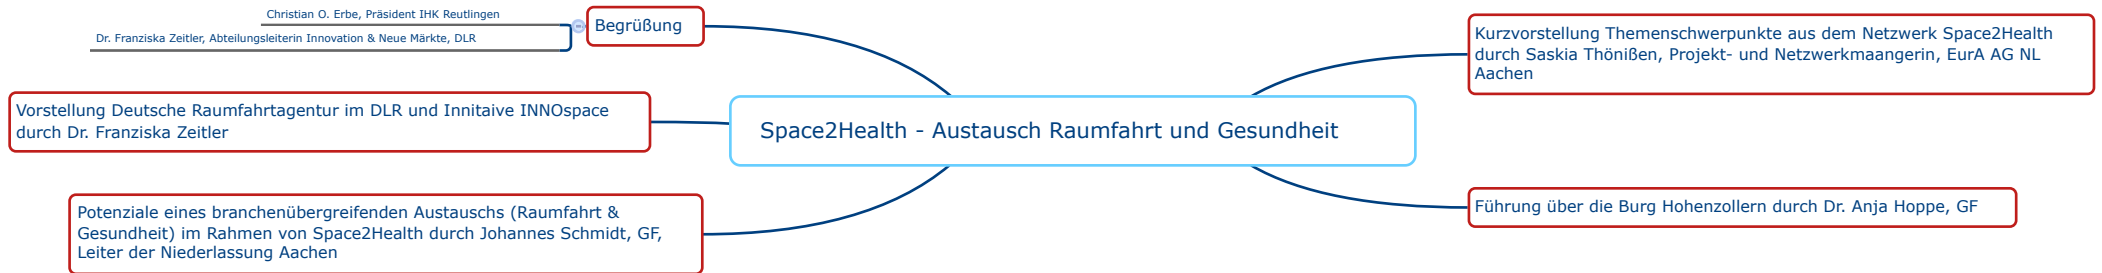 Christian O. Erbe, Präsident IHK Reutlingen
Dr. Franziska Zeitler, Abteilungsleiterin Innovation & Neue Märkte, DLR
Begrüßung
Vorstellung Deutsche Raumfahrtagentur im DLR und Innitaive INNOspace
durch Dr. Franziska Zeitler
Potenziale eines branchenübergreifenden Austauschs (Raumfahrt &
Gesundheit) im Rahmen von Space2Health durch Johannes Schmidt, GF,
Leiter der Niederlassung Aachen
Space2Health - Austausch Raumfahrt und Gesundheit
Kurzvorstellung Themenschwerpunkte aus dem Netzwerk Space2Health
durch Saskia Thönißen, Projekt- und Netzwerkmaangerin, EurA AG NL
Aachen
Führung über die Burg Hohenzollern durch Dr. Anja Hoppe, GF